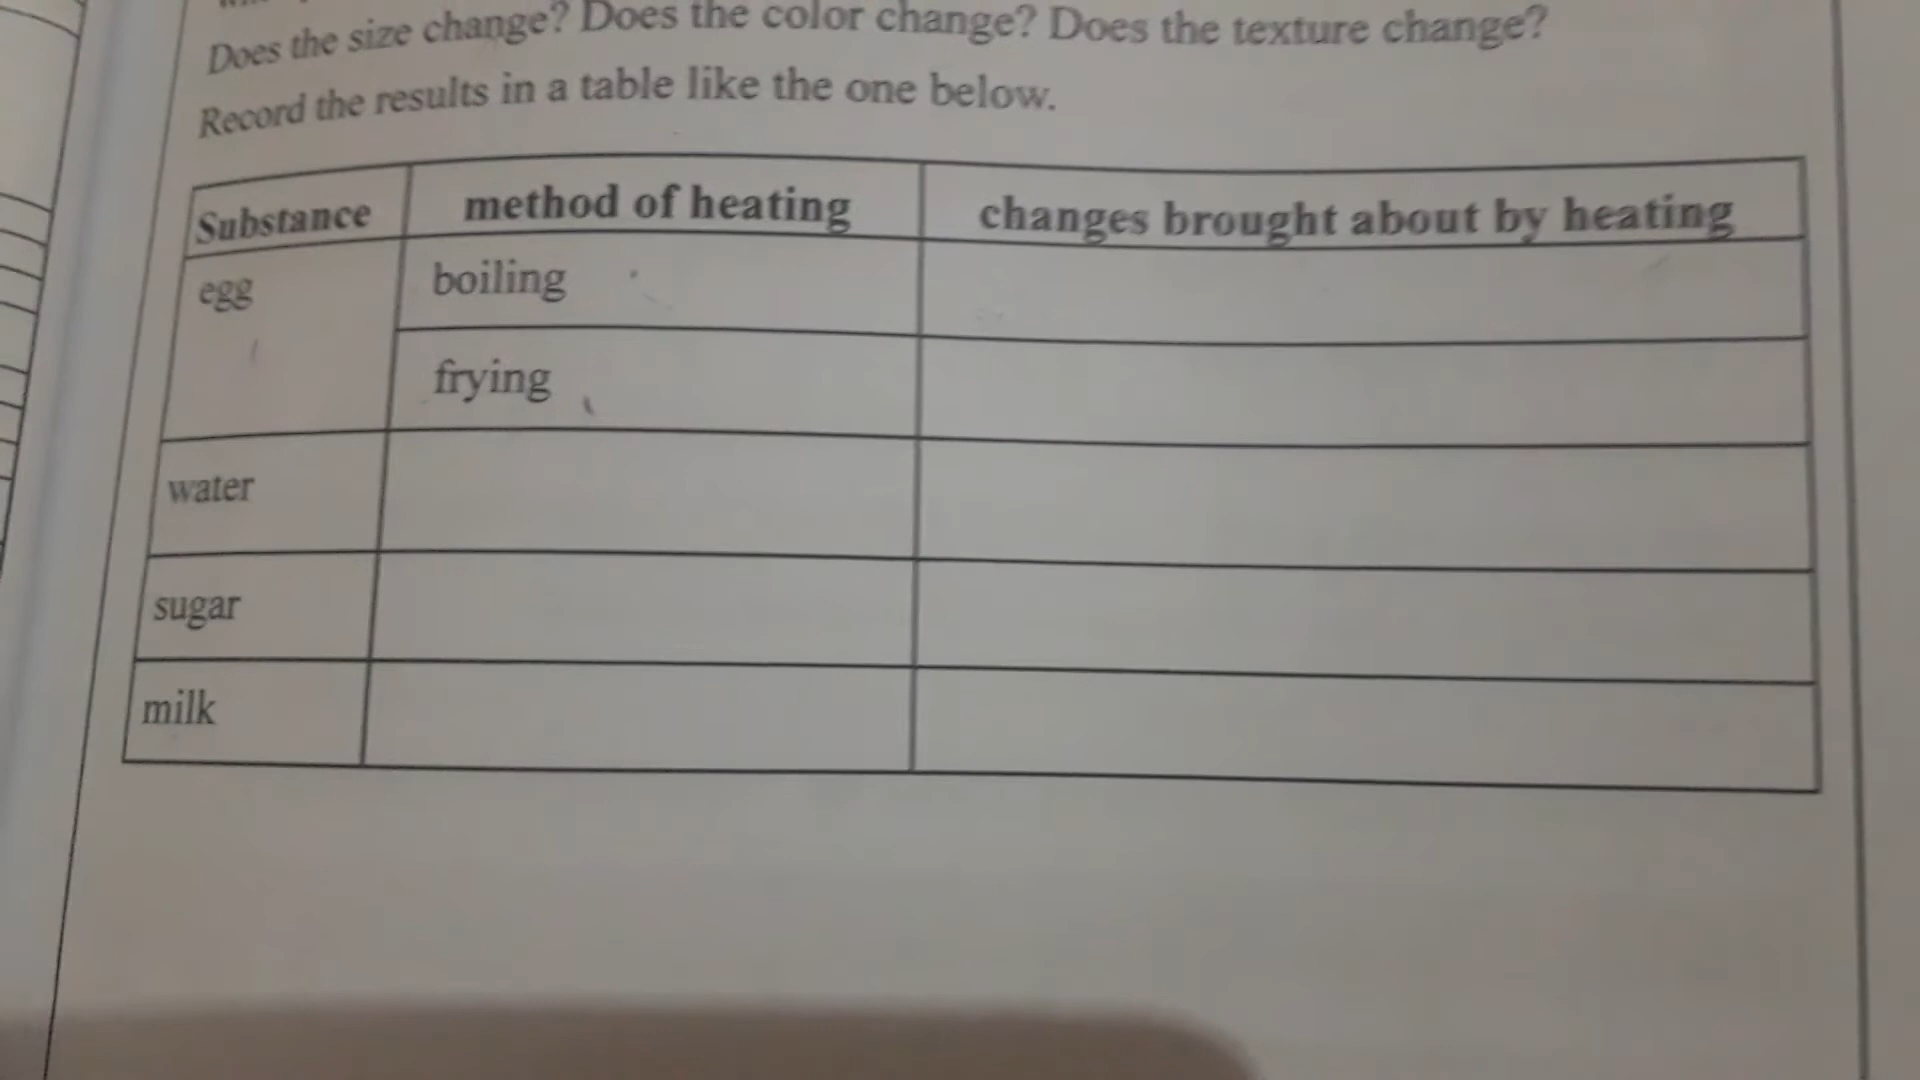 Does the size change? Does the color change? Does the texture change?
Record the results in a table like the one below.
Substance method of heating changes brought about by heating
egg boiling
frying
water
sugar
milk